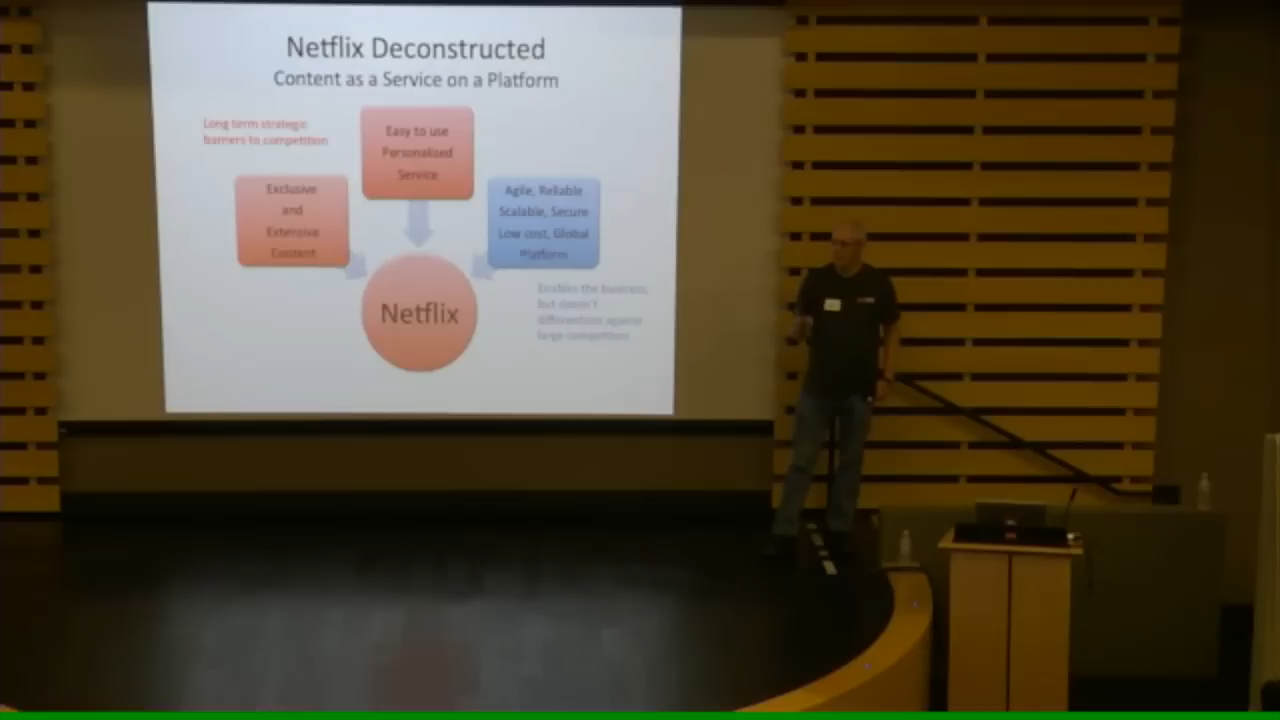 Netflix Deconstructed
Content as a Service on a Platform
Long term strategic
barriers to competition
Easy to use
Personalized
Service
Exclusive
and
Extensive
Content
Agile, Reliable
Scalable, Secure
Low cost, Global
Platform
Netflix
Enables the business,
but doesn't
differentiate against
large competitors